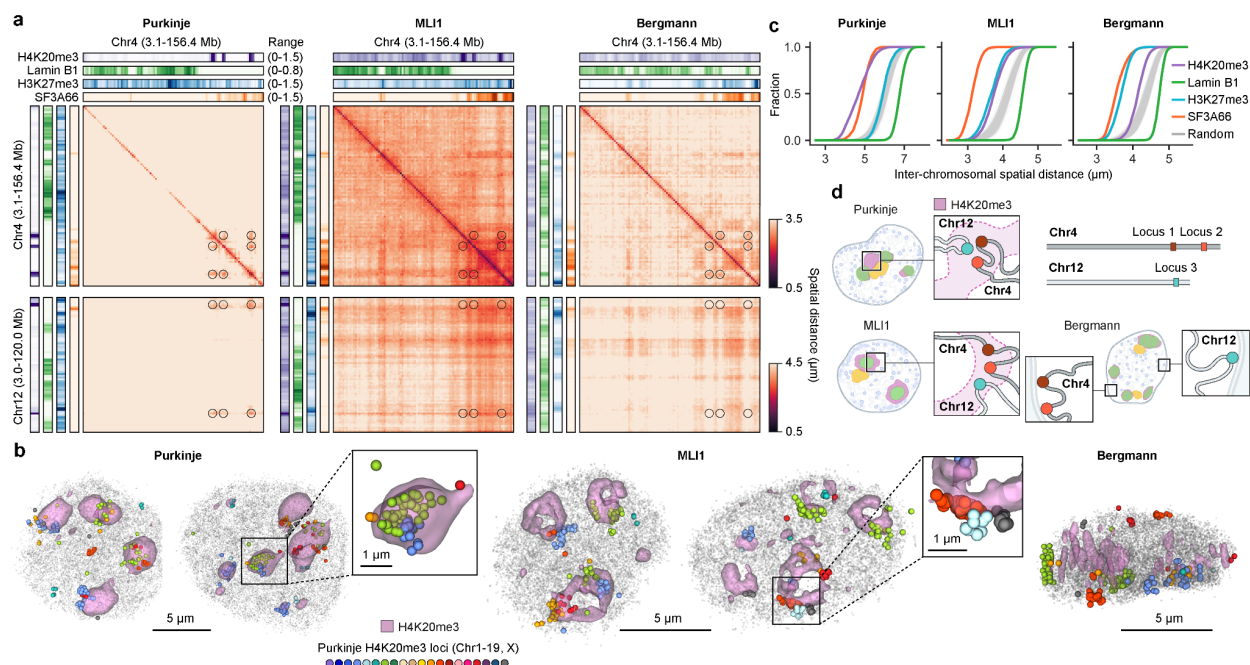 a
Purkinje
MLI1
Bergmann
Chr4 (3.1-156.4 Mb)
Range
Chr4 (3.1-156.4 Mb)
Chr4 (3.1-156.4 Mb)
H4K20me3
(0-1.5)
Lamin B1
(0-0.8)
H3K27me3
(0-1.5)
SF3A66
(0-1.5)
Chr4 (3.1-156.4 Mb)
Chr12 (3.0-120.0 Mb)
3.5
0.5
4.5
0.5
Spatial distance (μm)
b
Purkinje
MLI1
Bergmann
1 μm
1 μm
5 μm
5 μm
5 μm
H4K20me3
Purkinje H4K20me3 loci (Chr1-19, X)
c
Purkinje
MLI1
Bergmann
Fraction
1.0
0.5
0.0
3 5 7
3 4 5
3 4 5
Inter-chromosomal spatial distance (μm)
H4K20me3
Lamin B1
H3K27me3
SF3A66
Random
d
H4K20me3
Purkinje
Chr12
Chr4
Chr4
Locus 1 Locus 2
Chr12
Locus 3
MLI1
Chr4
Chr12
Bergmann
Chr4
Chr12